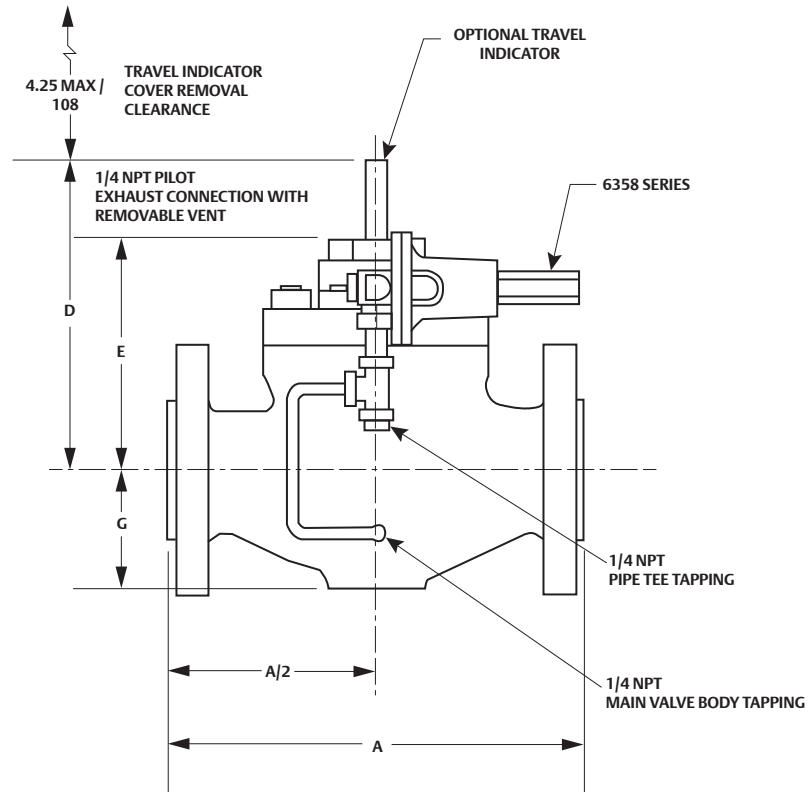 OPTIONAL TRAVEL
INDICATOR
4.25 MAX /
108
TRAVEL INDICATOR
COVER REMOVAL
CLEARANCE
1/4 NPT PILOT
EXHAUST CONNECTION WITH
REMOVABLE VENT
6358 SERIES
D
E
G
1/4 NPT
PIPE TEE TAPPING
A/2
1/4 NPT
MAIN VALVE BODY TAPPING
A